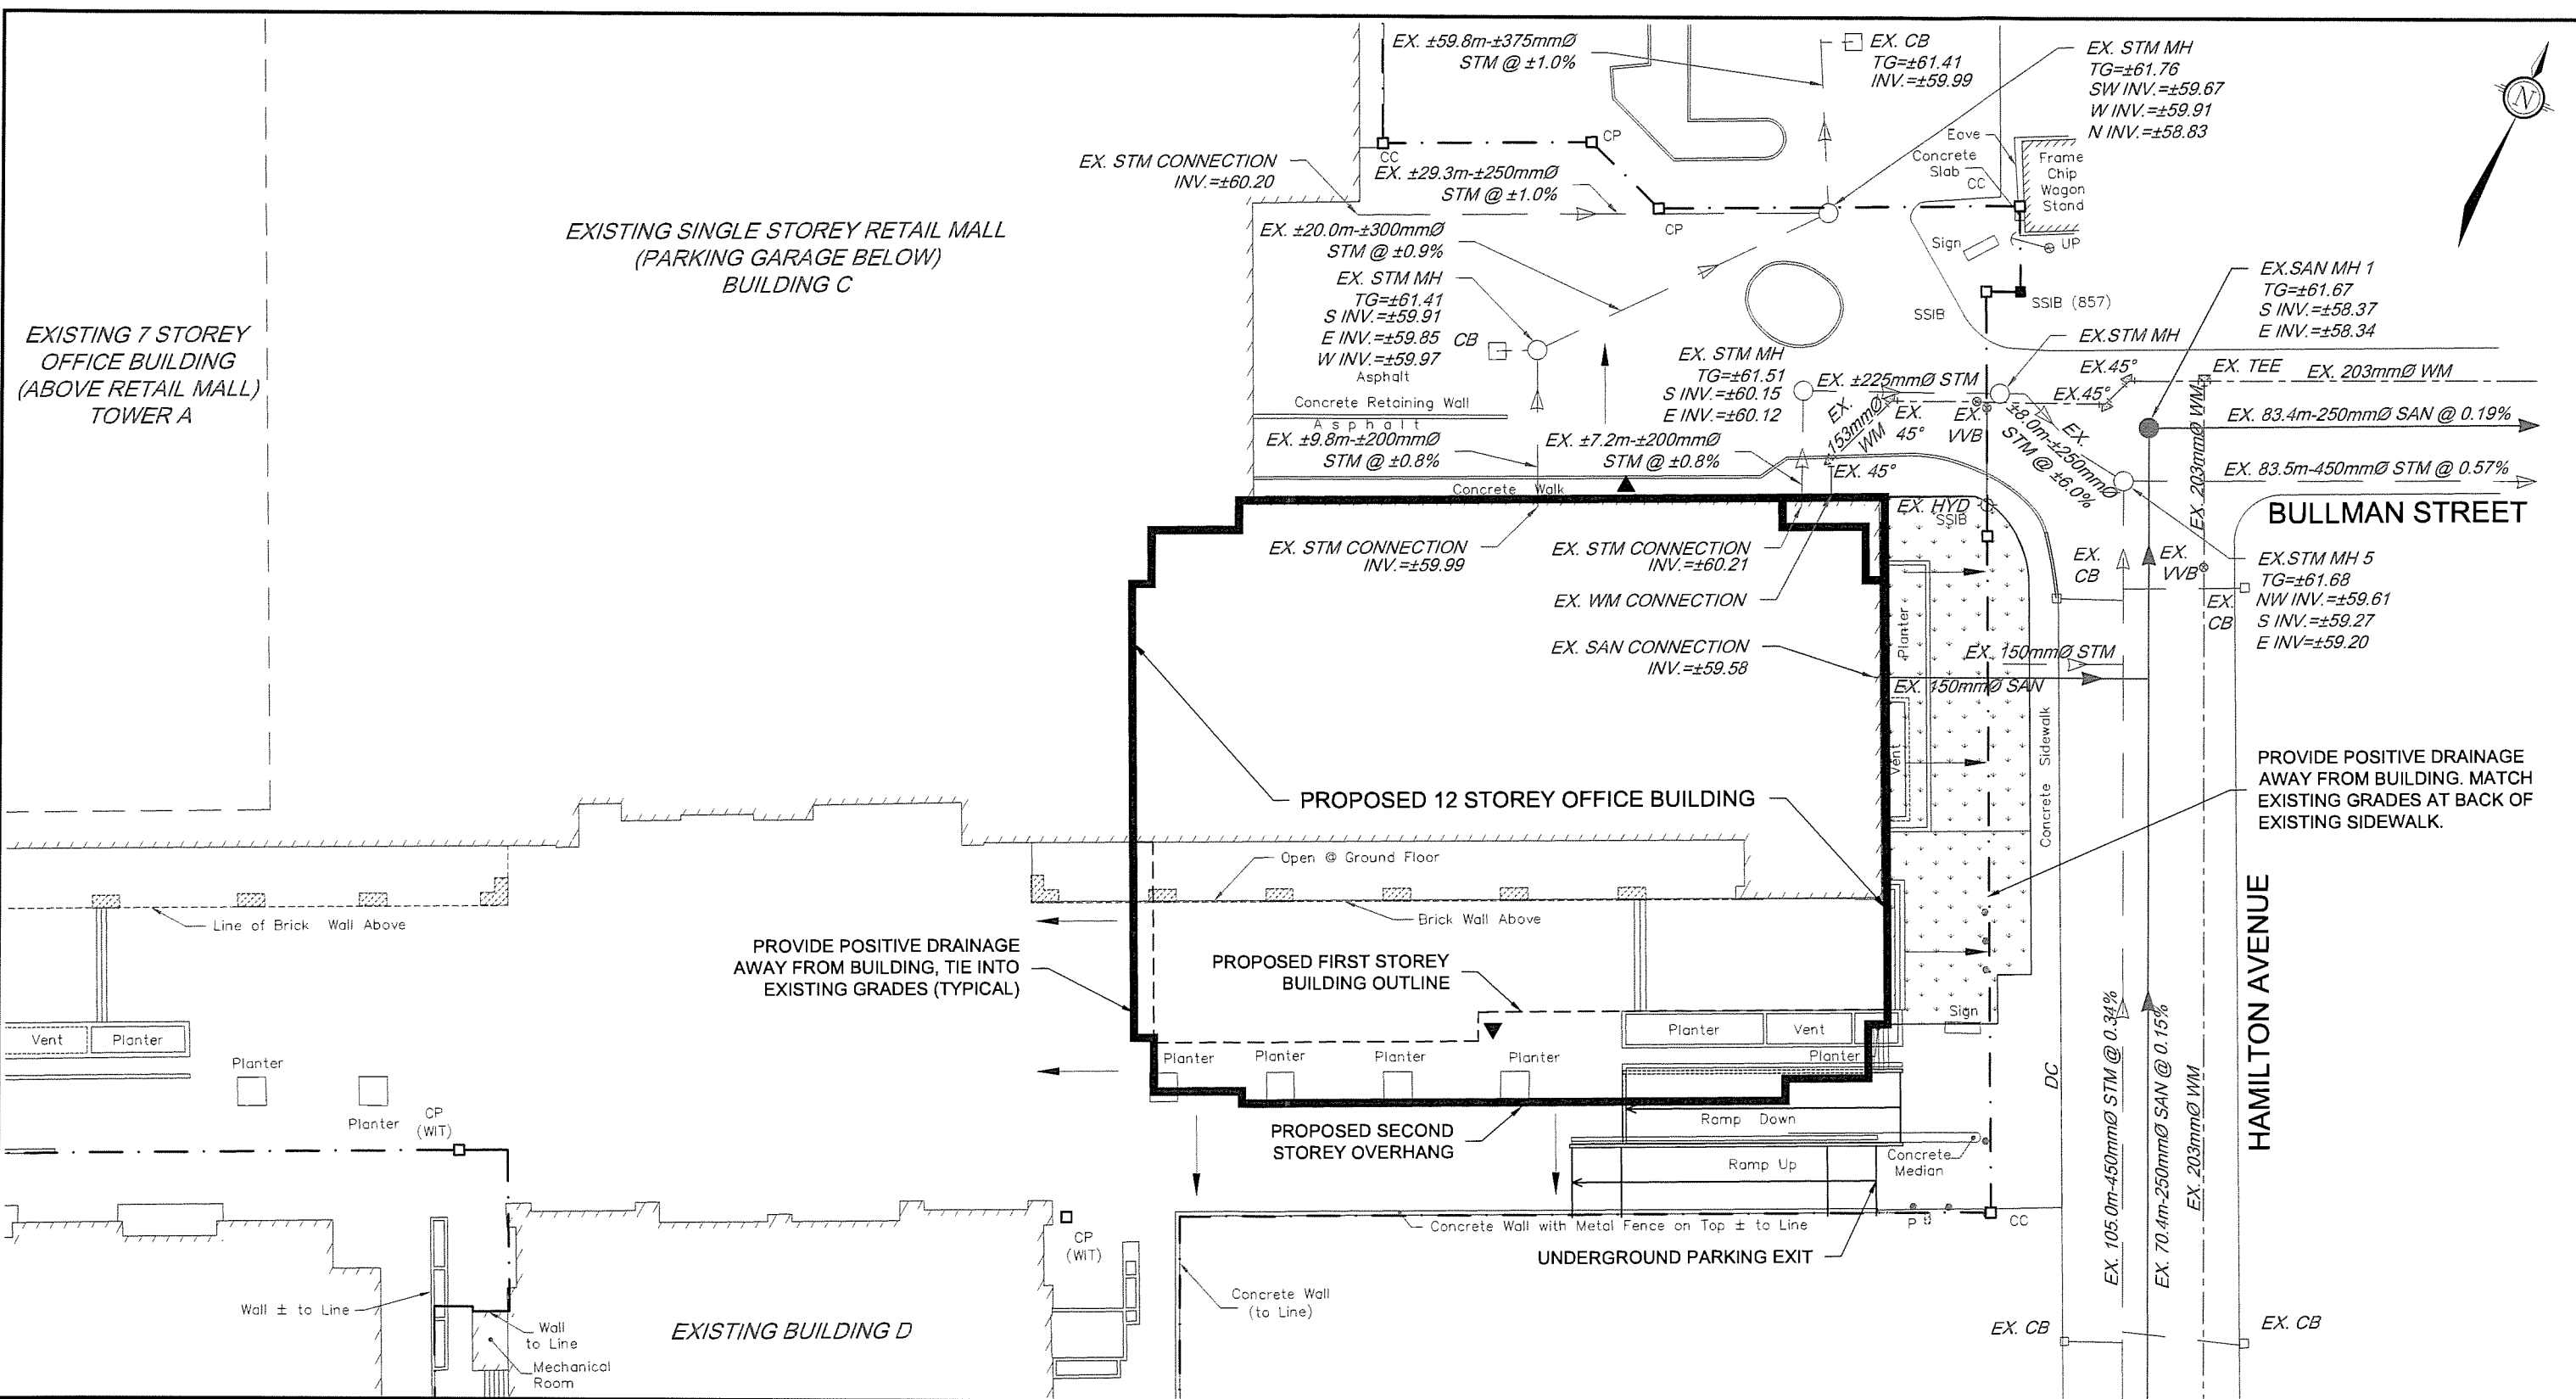 EX. ±59.8m-±375mmØ
STM @ ±1.0%
EX. CB
TG=±61.41
INV.=±59.99
EX. STM MH
TG=±61.76
SW INV.=±59.67
W INV.=±59.91
N INV.=±58.83
N
CC
CP
EX. STM CONNECTION
INV.=±60.20
EX. ±29.3m-±250mmØ
STM @ ±1.0%
CP
Eave
Concrete
Slab
CC
Frame
Chip
Wagon
Stand
Sign
UP
SSIB (857)
SSIB
EXISTING SINGLE STOREY RETAIL MALL
(PARKING GARAGE BELOW)
BUILDING C
EXISTING 7 STOREY
OFFICE BUILDING
(ABOVE RETAIL MALL)
TOWER A
EX. ±20.0m-±300mmØ
STM @ ±0.9%
EX. STM MH
TG=±61.41
S INV.=±59.91
E INV.=±59.85
W INV.=±59.97
CB
Asphalt
Concrete Retaining Wall
Asphalt
EX. ±9.8m-±200mmØ
STM @ ±0.8%
EX. ±7.2m-±200mmØ
STM @ ±0.8%
EX. STM MH
TG=±61.51
S INV.=±60.15
E INV.=±60.12
EX. ±225mmØ STM
EX.
153mmØ
WM
EX.
45°
EX.
VVB
EX. 45°
EX.STM MH
EX.45°
EX.45°
EX.
±8.0m-±250mmØ
STM @ ±6.0%
EX.SAN MH 1
TG=±61.67
S INV.=±58.37
E INV.=±58.34
EX. TEE
EX. 203mmØ WM
EX. 83.4m-250mmØ SAN @ 0.19%
EX. 203mmØ WM
EX. 83.5m-450mmØ STM @ 0.57%
BULLMAN STREET
Concrete Walk
EX. HYD
SSIB
EX. STM CONNECTION
INV.=±59.99
EX. STM CONNECTION
INV.=±60.21
EX. WM CONNECTION
EX. SAN CONNECTION
INV.=±59.58
EX.
CB
EX.
VVB
EX.
CB
EX.STM MH 5
TG=±61.68
NW INV.=±59.61
S INV.=±59.27
E INV=±59.20
Planter
EX. 150mmØ STM
EX. 150mmØ SAN
Vent
Concrete Sidewalk
PROVIDE POSITIVE DRAINAGE
AWAY FROM BUILDING. MATCH
EXISTING GRADES AT BACK OF
EXISTING SIDEWALK.
PROPOSED 12 STOREY OFFICE BUILDING
Open @ Ground Floor
Line of Brick Wall Above
Brick Wall Above
PROVIDE POSITIVE DRAINAGE
AWAY FROM BUILDING, TIE INTO
EXISTING GRADES (TYPICAL)
PROPOSED FIRST STOREY
BUILDING OUTLINE
HAMILTON AVENUE
Vent
Planter
Planter
Planter
CP
(WIT)
Planter
Planter
Planter
Planter
Planter
Vent
Planter
Sign
DC
EX. 105.0m-450mmØ STM @ 0.34%
EX. 70.4m-250mmØ SAN @ 0.15%
EX. 203mmØ WM
PROPOSED SECOND
STOREY OVERHANG
Ramp Down
Ramp Up
Concrete
Median
Concrete Wall with Metal Fence on Top ± to Line
P
CC
UNDERGROUND PARKING EXIT
CP
(WIT)
Concrete Wall
(to Line)
Wall ± to Line
Wall
to Line
Mechanical
Room
EXISTING BUILDING D
EX. CB
EX. CB